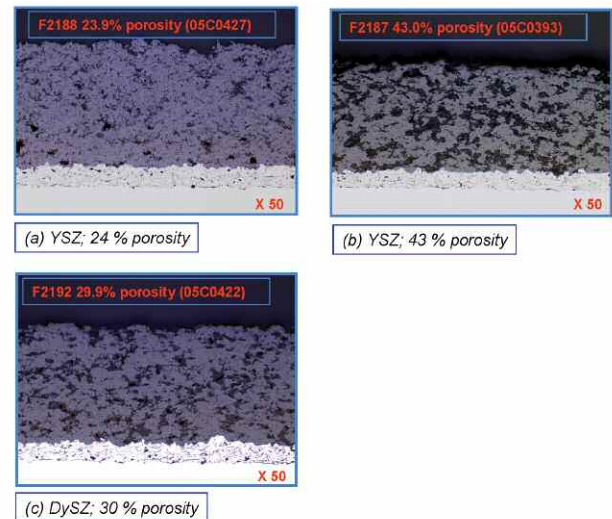 F2188 23.9% porosity (05C0427)
X 50
(a) YSZ; 24 % porosity
F2187 43.0% porosity (05C0393)
X 50
(b) YSZ; 43 % porosity
F2192 29.9% porosity (05C0422)
X 50
(c) DySZ; 30 % porosity